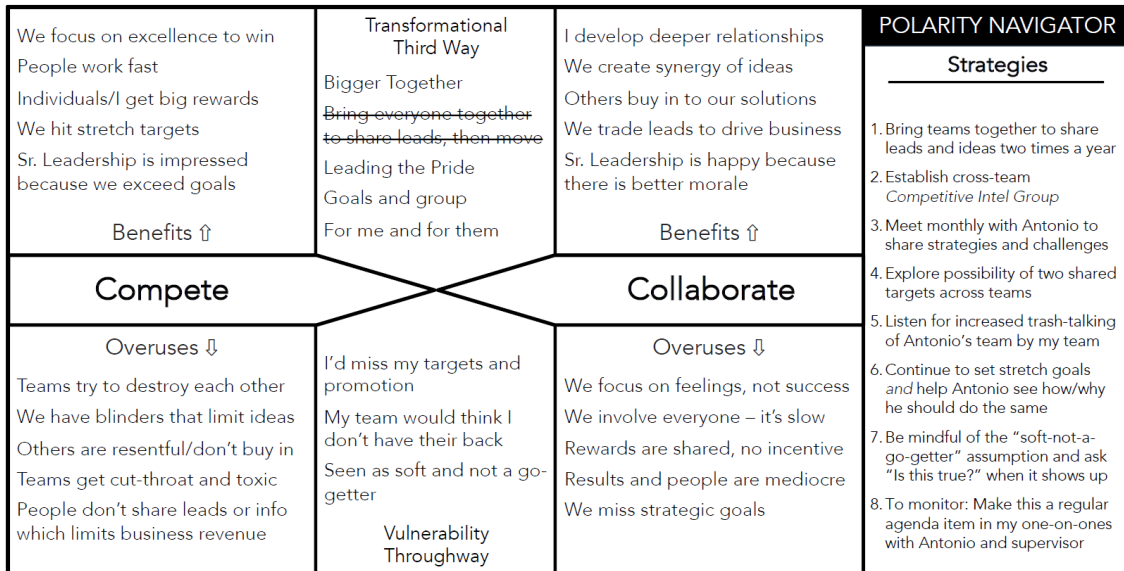 We focus on excellence to win
People work fast
Individuals/I get big rewards
We hit stretch targets
Sr. Leadership is impressed
because we exceed goals
Benefits ⇧
Transformational
Third Way
Bigger Together
Bring everyone together
to share leads, then move
Leading the Pride
Goals and group
For me and for them
I develop deeper relationships
We create synergy of ideas
Others buy in to our solutions
We trade leads to drive business
Sr. Leadership is happy because
there is better morale
Benefits ⇧
Compete
Collaborate
Overuses ⇩
Teams try to destroy each other
We have blinders that limit ideas
Others are resentful/don't buy in
Teams get cut-throat and toxic
People don't share leads or info
which limits business revenue
I'd miss my targets and
promotion
My team would think I
don't have their back
Seen as soft and not a go-
getter
Vulnerability
Throughway
Overuses ⇩
We focus on feelings, not success
We involve everyone – it's slow
Rewards are shared, no incentive
Results and people are mediocre
We miss strategic goals
POLARITY NAVIGATOR
Strategies
1. Bring teams together to share
leads and ideas two times a year
2. Establish cross-team
Competitive Intel Group
3. Meet monthly with Antonio to
share strategies and challenges
4. Explore possibility of two shared
targets across teams
5. Listen for increased trash-talking
of Antonio's team by my team
6. Continue to set stretch goals
and help Antonio see how/why
he should do the same
7. Be mindful of the "soft-not-a-
go-getter" assumption and ask
"Is this true?" when it shows up
8. To monitor: Make this a regular
agenda item in my one-on-ones
with Antonio and supervisor